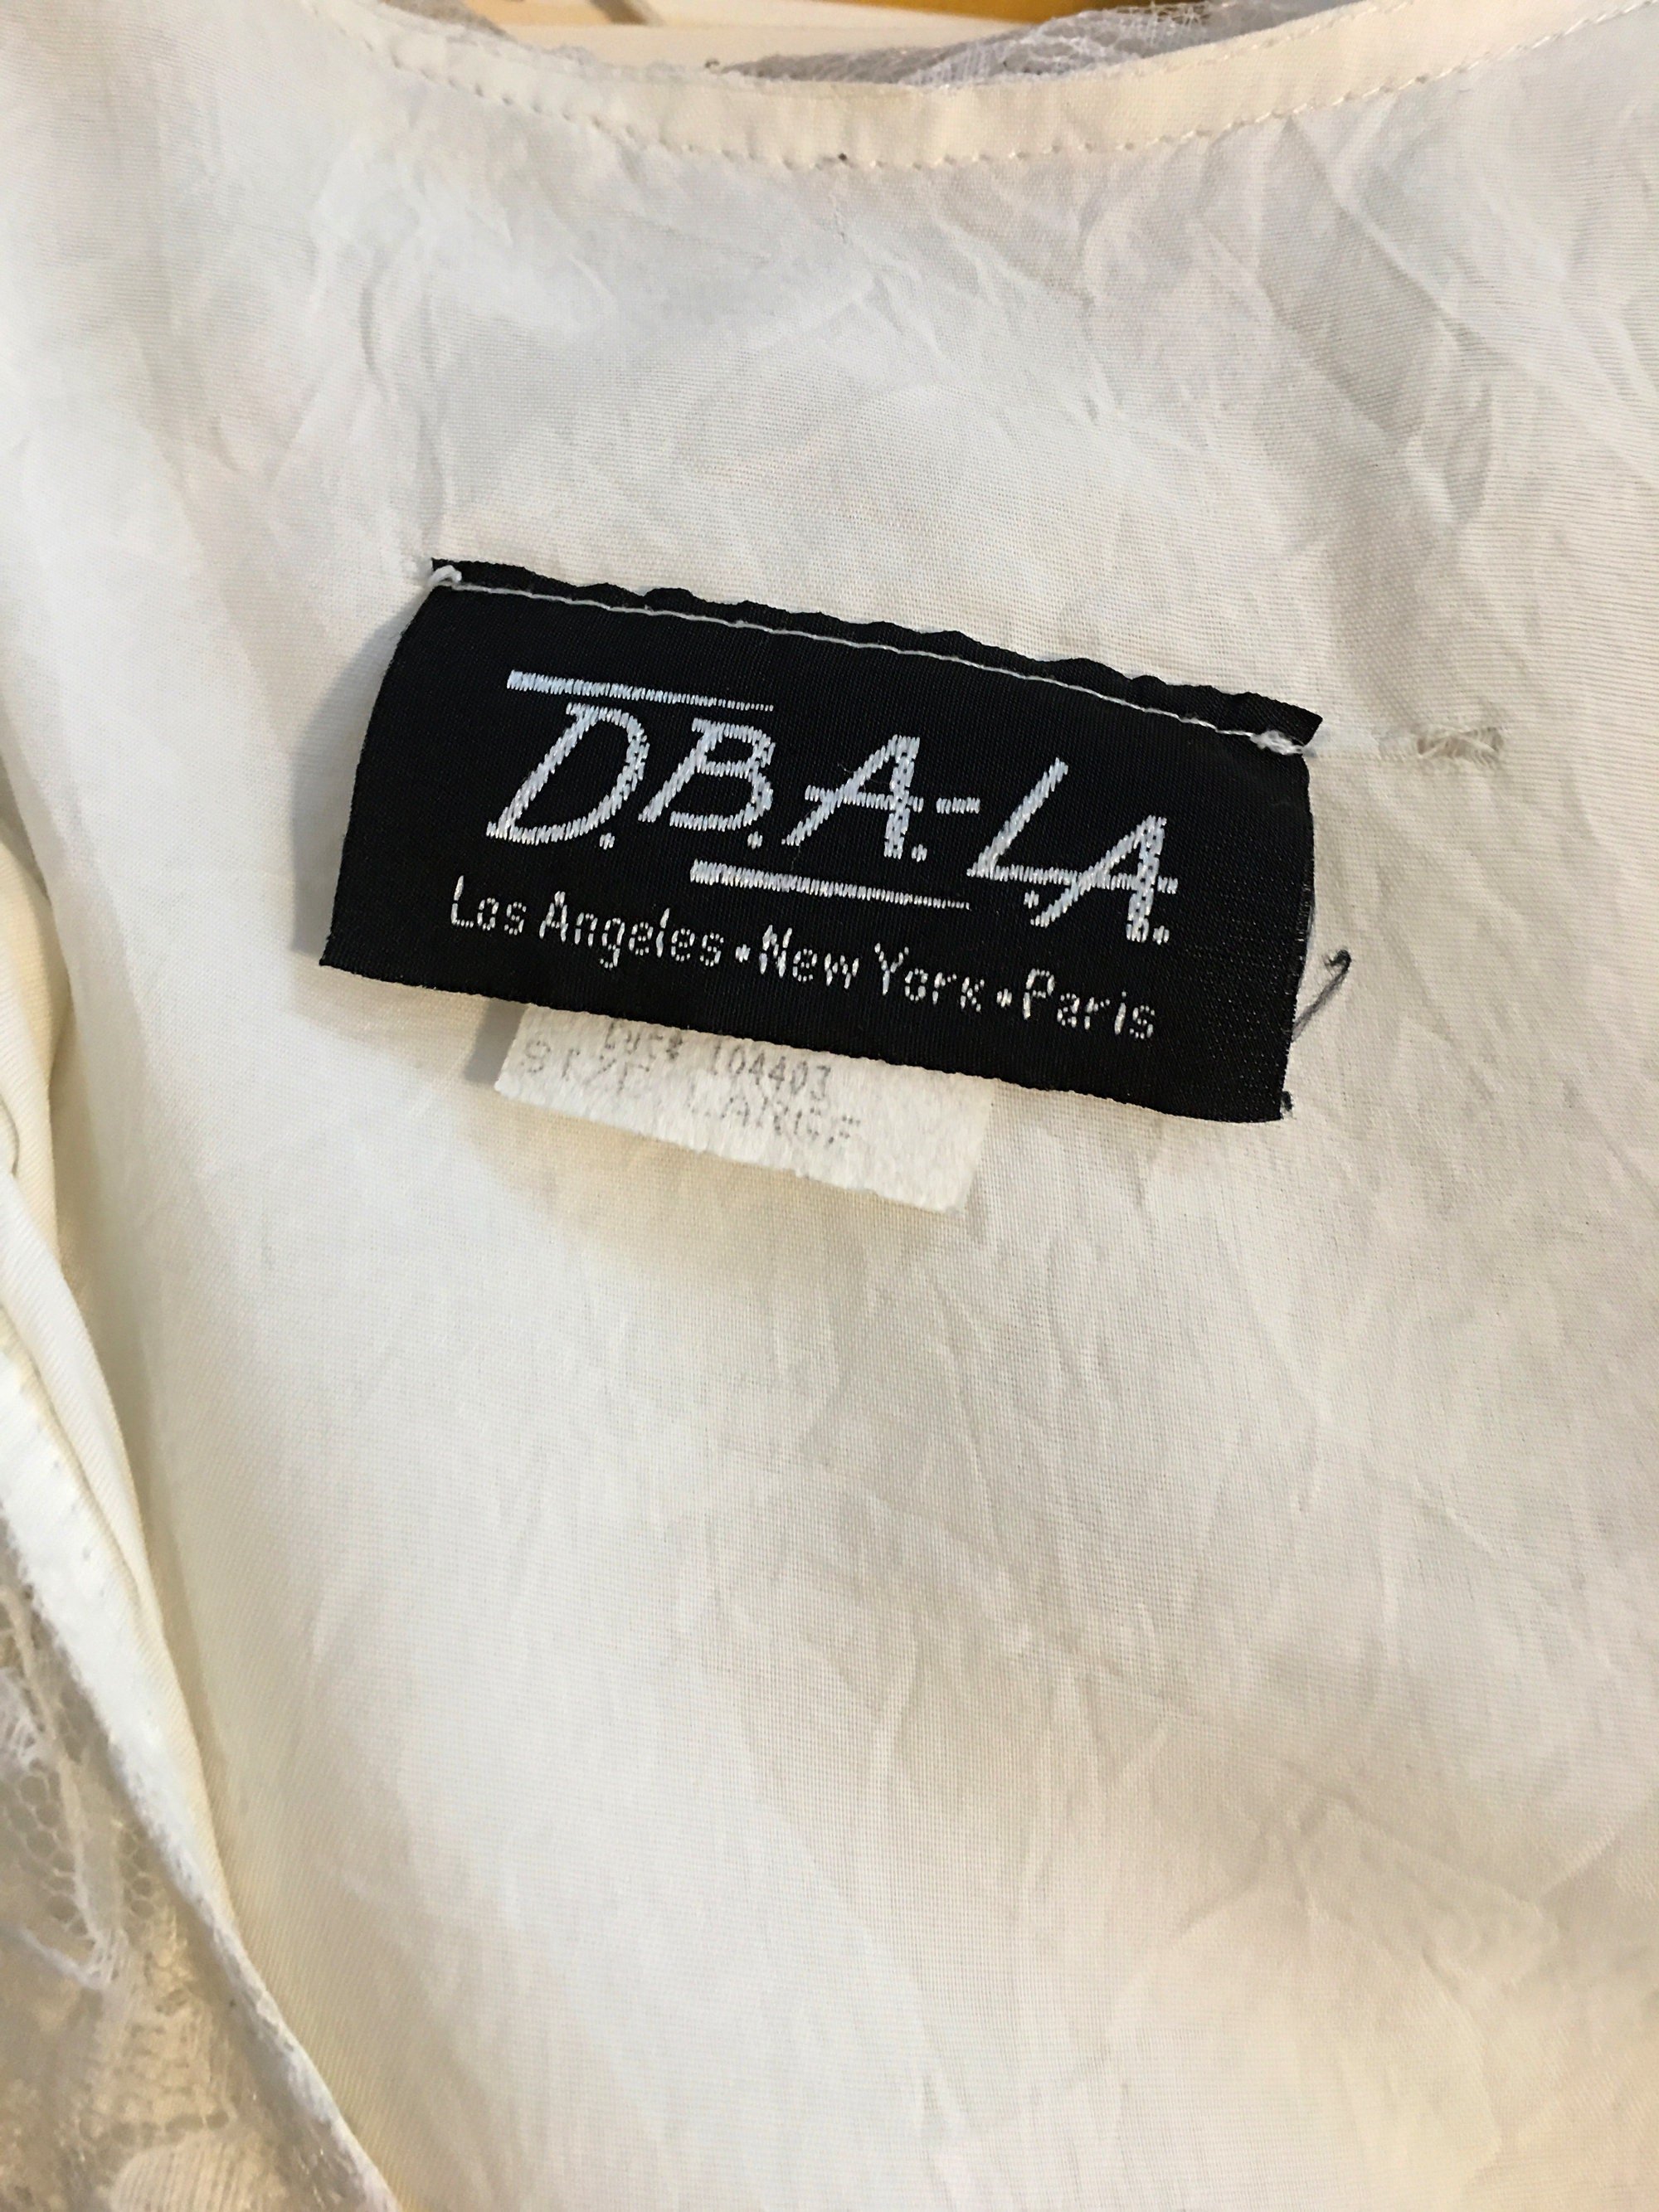 D.B.A.-L.A.
Los Angeles • New York • Paris
104403
SIZE LARGE